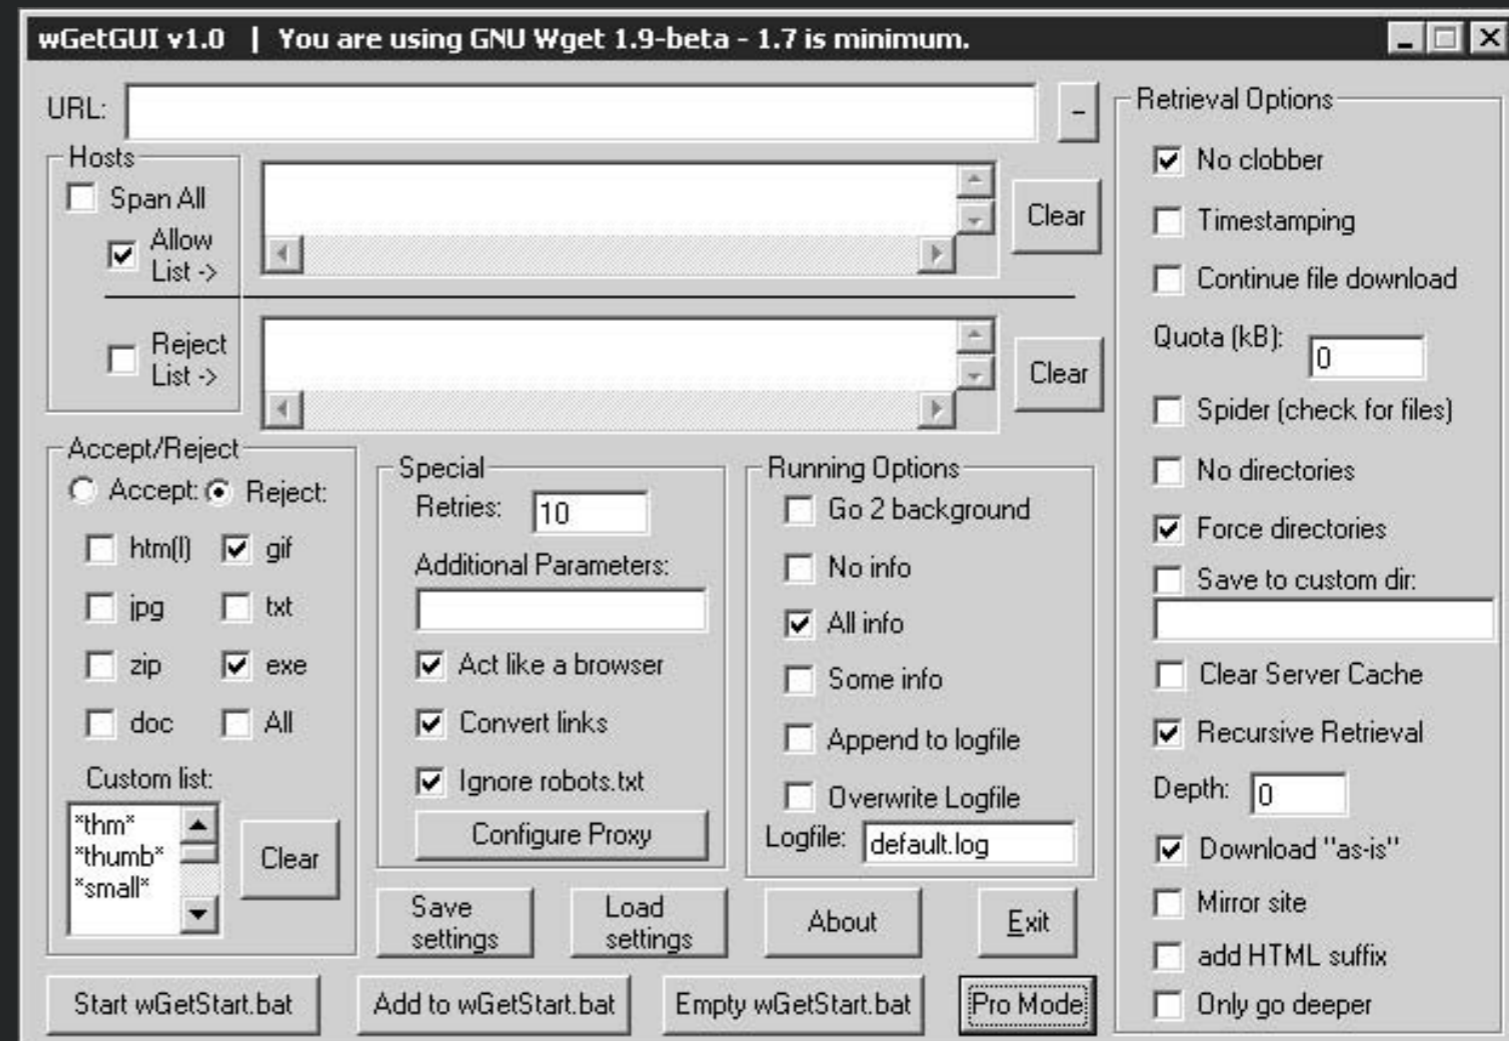 wGetGUI v1.0 | You are using GNU Wget 1.9-beta - 1.7 is minimum.
URL:
-
Hosts
Span All
Allow
List ->
Clear
Reject
List ->
Clear
Accept/Reject
Accept: Reject:
htm(l) gif
jpg txt
zip exe
doc All
Custom list:
*thm*
*thumb*
*small*
Clear
Special
Retries: 10
Additional Parameters:
Act like a browser
Convert links
Ignore robots.txt
Configure Proxy
Running Options
Go 2 background
No info
All info
Some info
Append to logfile
Overwrite Logfile
Logfile: default.log
Save
settings
Load
settings
About
Exit
Start wGetStart.bat
Add to wGetStart.bat
Empty wGetStart.bat
Pro Mode
Retrieval Options
No clobber
Timestamping
Continue file download
Quota (kB): 0
Spider (check for files)
No directories
Force directories
Save to custom dir:
Clear Server Cache
Recursive Retrieval
Depth: 0
Download "as-is"
Mirror site
add HTML suffix
Only go deeper